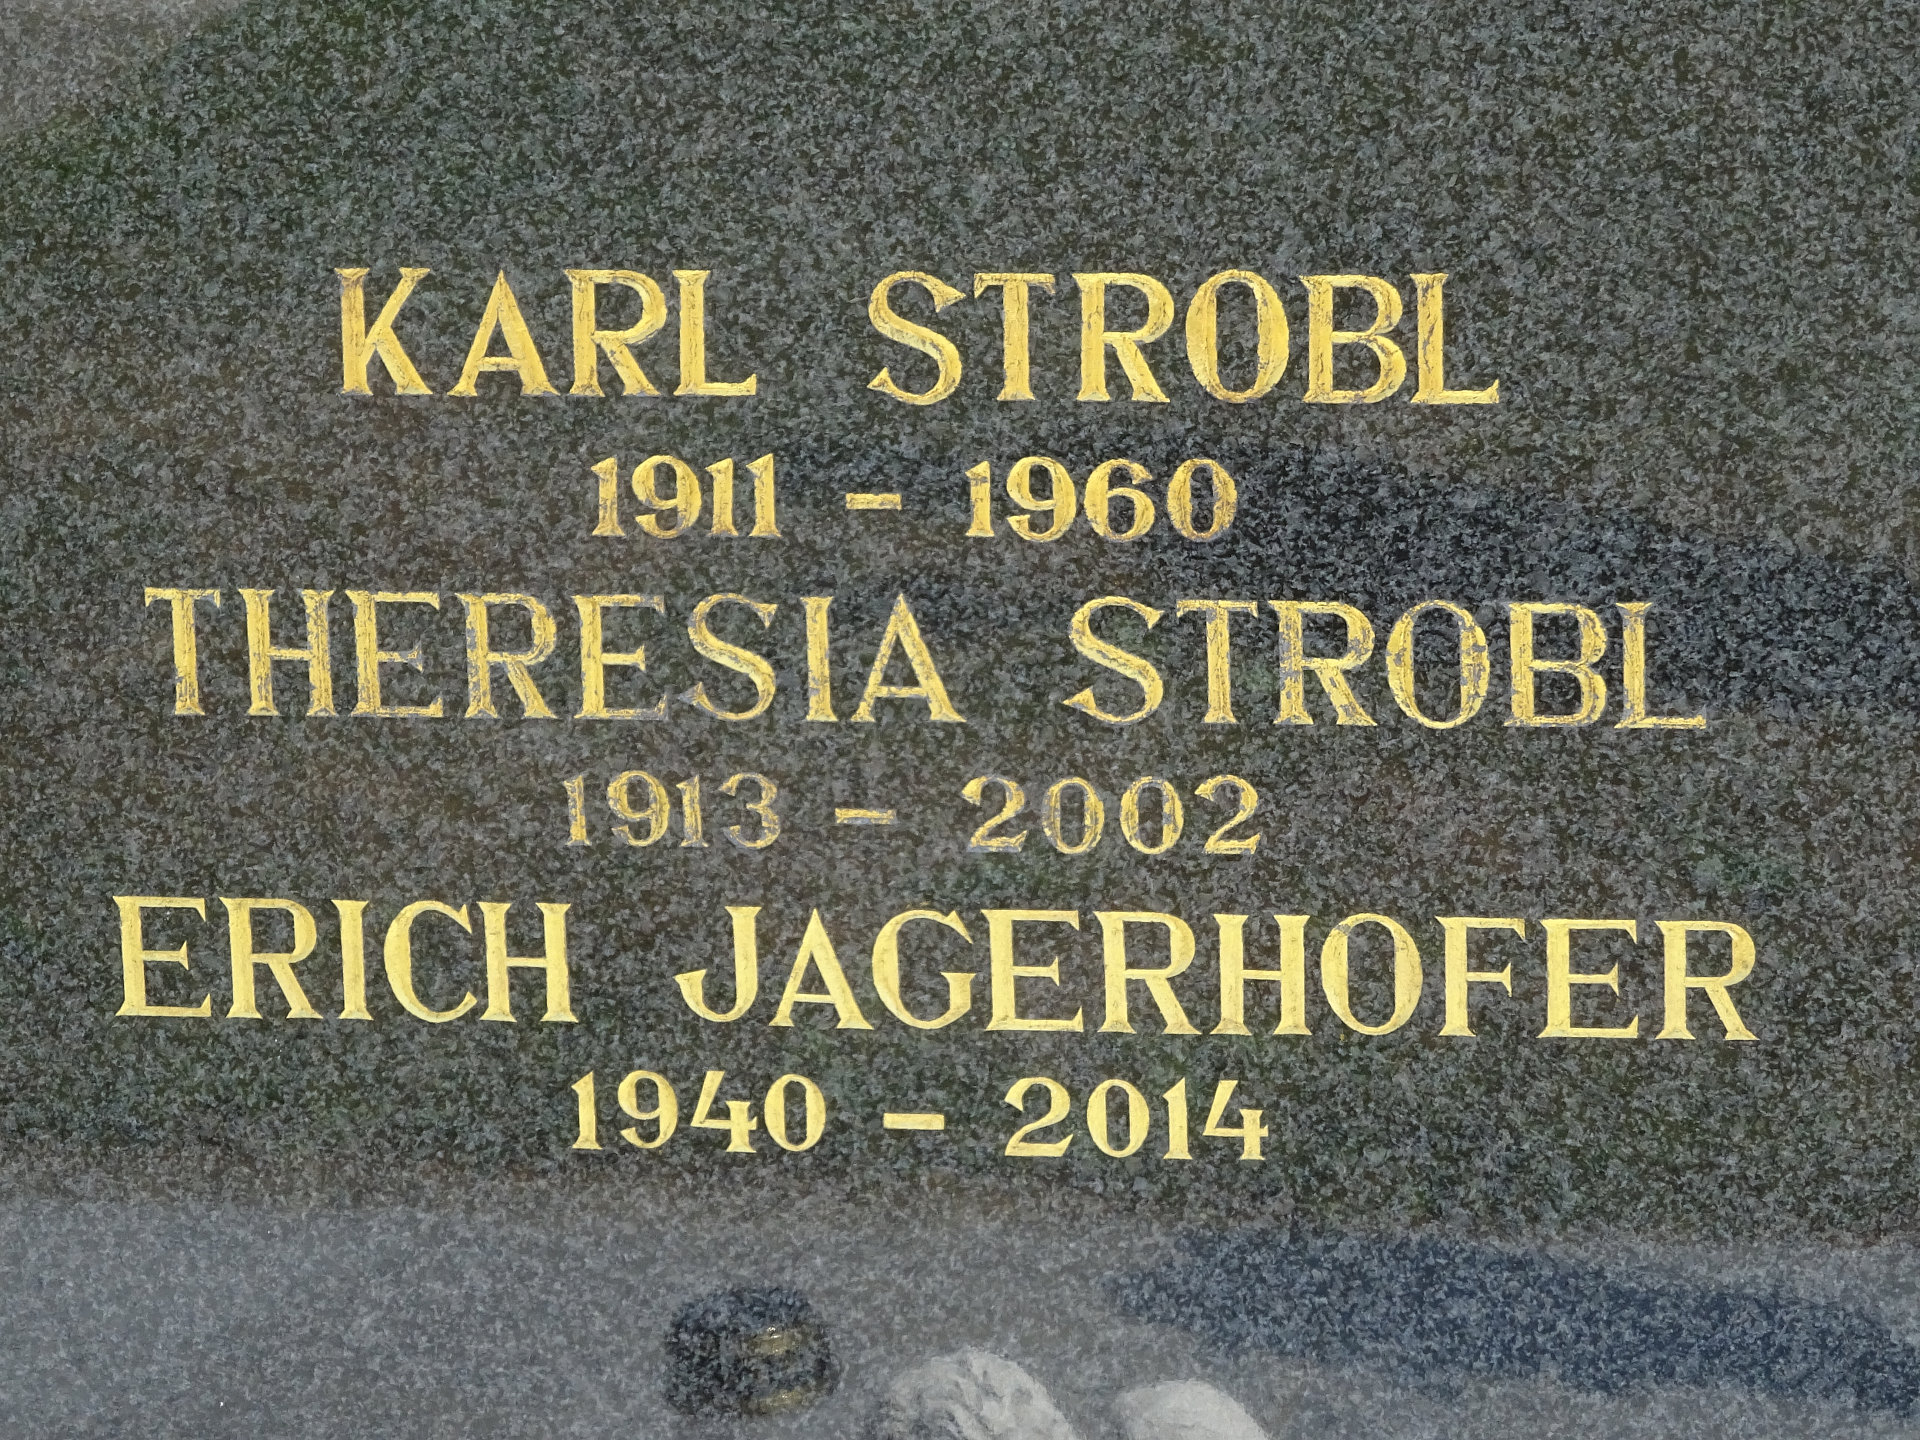 KARL STROBL
1911 – 1960
THERESIA STROBL
1913 – 2002
ERICH JAGERHOFER
1940 – 2014